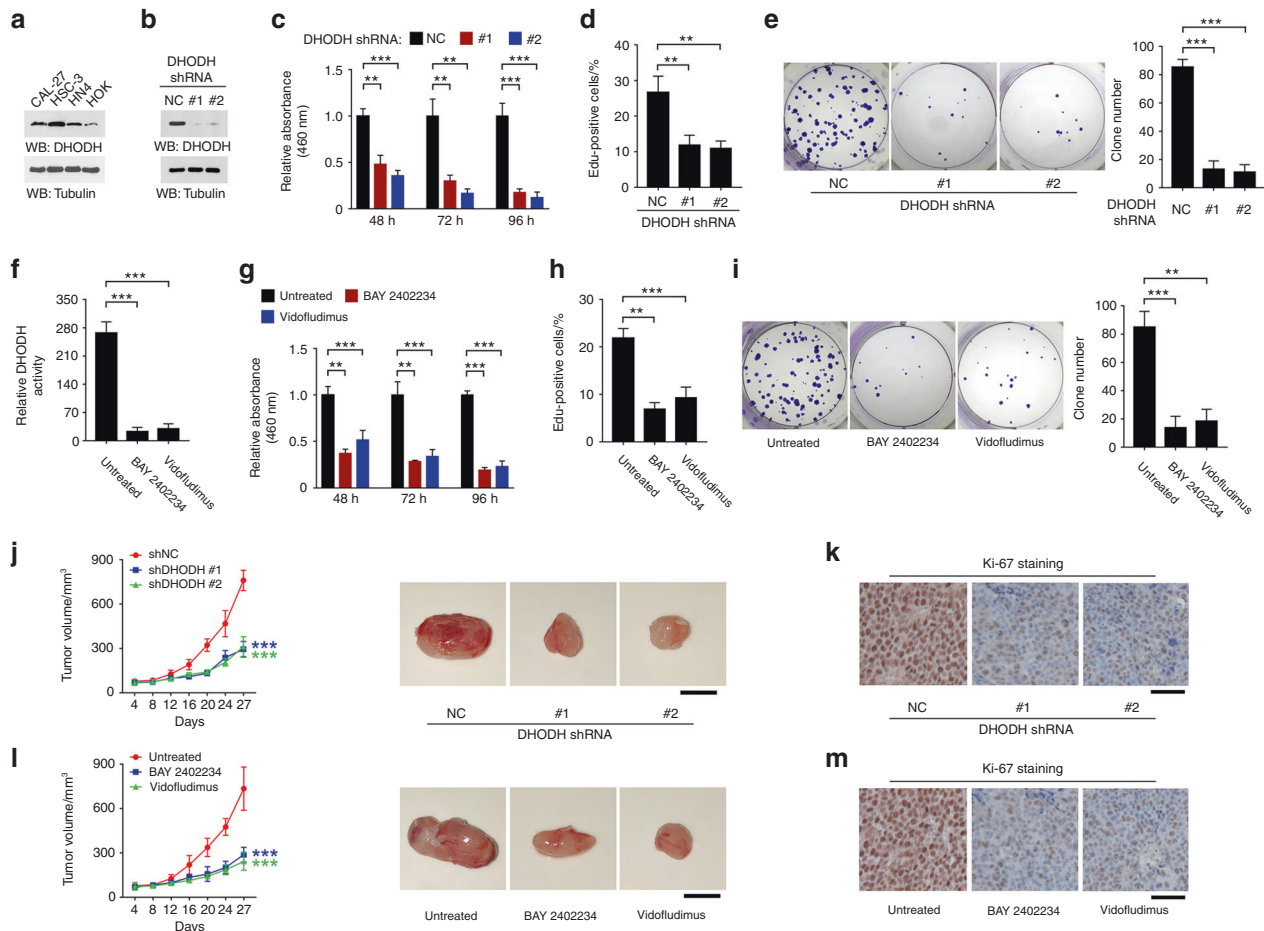 a
CAL-27
HSC-3
HN4
HOK
WB: DHODH
WB: Tubulin
b
DHODH
shRNA
NC #1 #2
WB: DHODH
WB: Tubulin
c
DHODH shRNA: NC #1 #2
Relative absorbance
(460 nm)
1.5
1.0
0.5
0
*** ** ***
** ** ***
48 h 72 h 96 h
d
Edu-positive cells/%
40
30
20
10
0
**
**
NC #1 #2
DHODH shRNA
e
NC #1 #2
DHODH shRNA
Clone number
100
80
60
40
20
0
***
***
DHODH
shRNA
NC #1 #2
f
Relative DHODH
activity
350
280
210
140
70
0
***
***
Untreated
BAY 2402234
Vidofludimus
g
Untreated BAY 2402234
Vidofludimus
Relative absorbance
(460 nm)
1.5
1.0
0.5
0
*** *** ***
** ** ***
48 h 72 h 96 h
h
Edu-positive cells/%
30
20
10
0
***
**
Untreated
BAY 2402234
Vidofludimus
i
Untreated BAY 2402234 Vidofludimus
Clone number
100
80
60
40
20
0
**
***
Untreated
BAY 2402234
Vidofludimus
j
shNC
shDHODH #1
shDHODH #2
Tumor volume/mm³
900
600
300
0
***
***
4 8 12 16 20 24 27
Days
NC #1 #2
DHODH shRNA
k
Ki-67 staining
NC #1 #2
DHODH shRNA
l
Untreated
BAY 2402234
Vidofludimus
Tumor volume/mm³
900
600
300
0
***
***
4 8 12 16 20 24 27
Days
Untreated BAY 2402234 Vidofludimus
m
Ki-67 staining
Untreated BAY 2402234 Vidofludimus